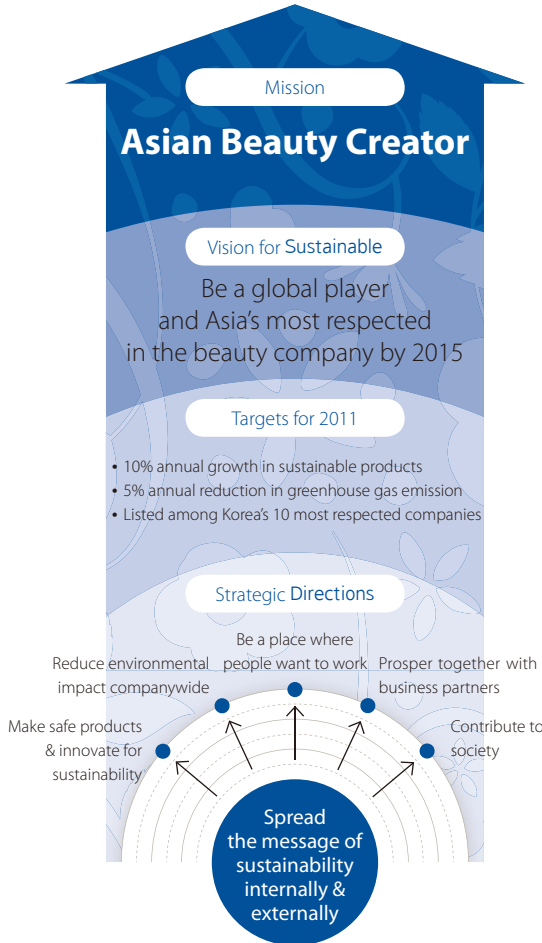 Mission
Asian Beauty Creator
Vision for Sustainable
Be a global player
and Asia's most respected
in the beauty company by 2015
Targets for 2011
• 10% annual growth in sustainable products
• 5% annual reduction in greenhouse gas emission
• Listed among Korea's 10 most respected companies
Strategic Directions
Make safe products
& innovate for
sustainability
Reduce environmental
impact companywide
Be a place where
people want to work
Prosper together with
business partners
Contribute to
society
Spread
the message of
sustainability
internally &
externally